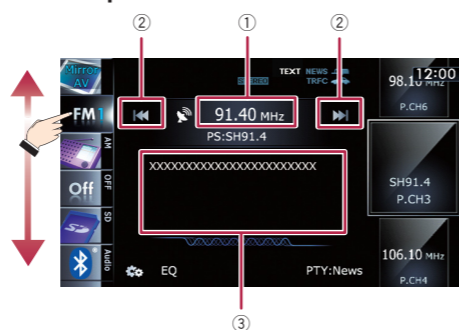 ② ① ②
Mirror
AV
TEXT NEWS
STEREO TRFC
12:00
98.10 MHz
P.CH6
FM1
91.40 MHz
PS:SH91.4
AM
XXXXXXXXXXXXXXXXXXXXXXXX
Off
OFF
SH91.4
P.CH3
SD
SD
106.10 MHz
P.CH4
Audio
EQ
PTY:News
③